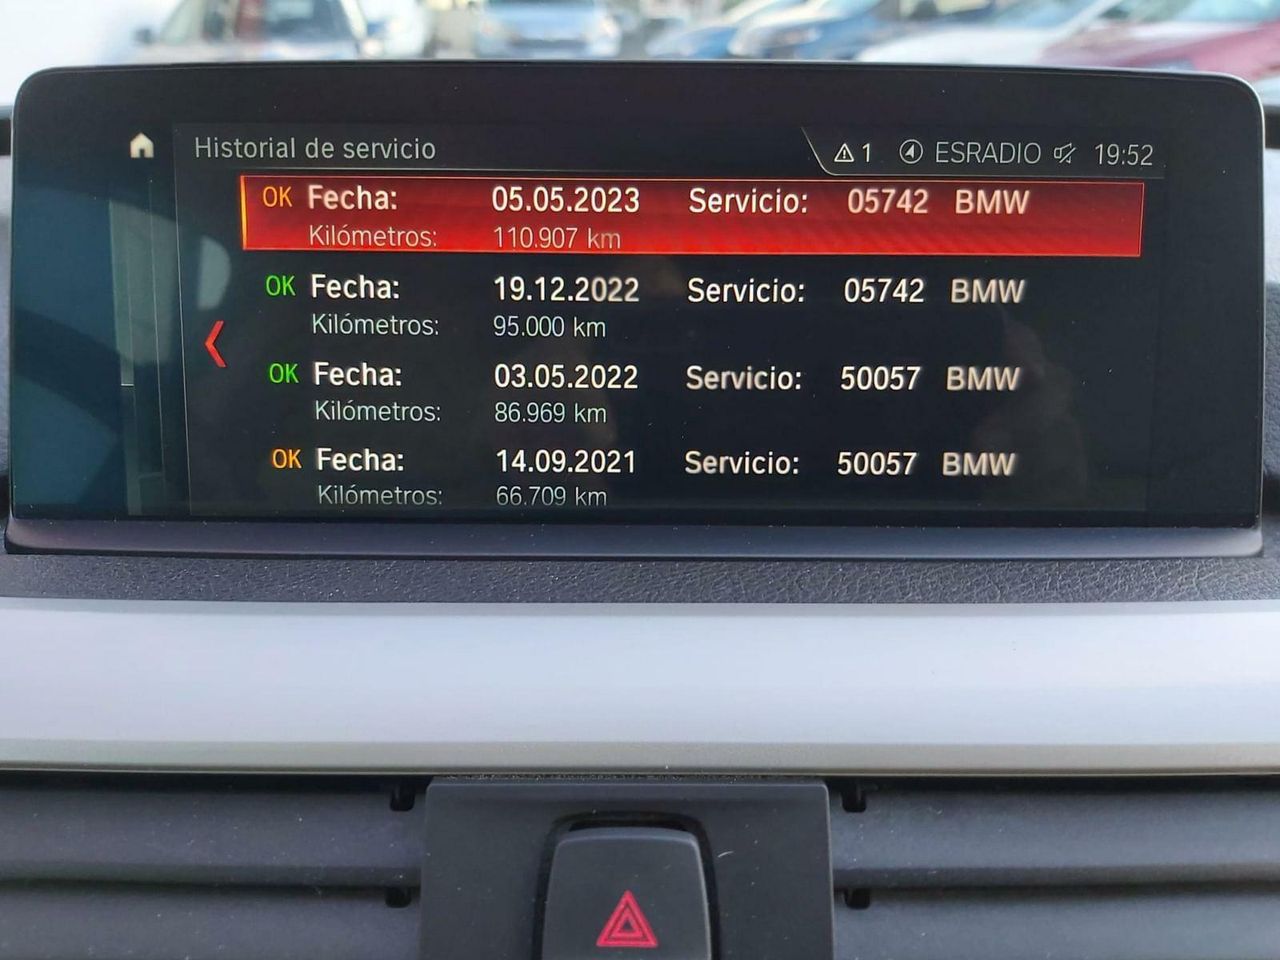 Historial de servicio 1 ESRADIO 19:52
OK Fecha: 05.05.2023 Servicio: 05742 BMW
Kilómetros: 110.907 km
OK Fecha: 19.12.2022 Servicio: 05742 BMW
Kilómetros: 95.000 km
OK Fecha: 03.05.2022 Servicio: 50057 BMW
Kilómetros: 86.969 km
OK Fecha: 14.09.2021 Servicio: 50057 BMW
Kilómetros: 66.709 km